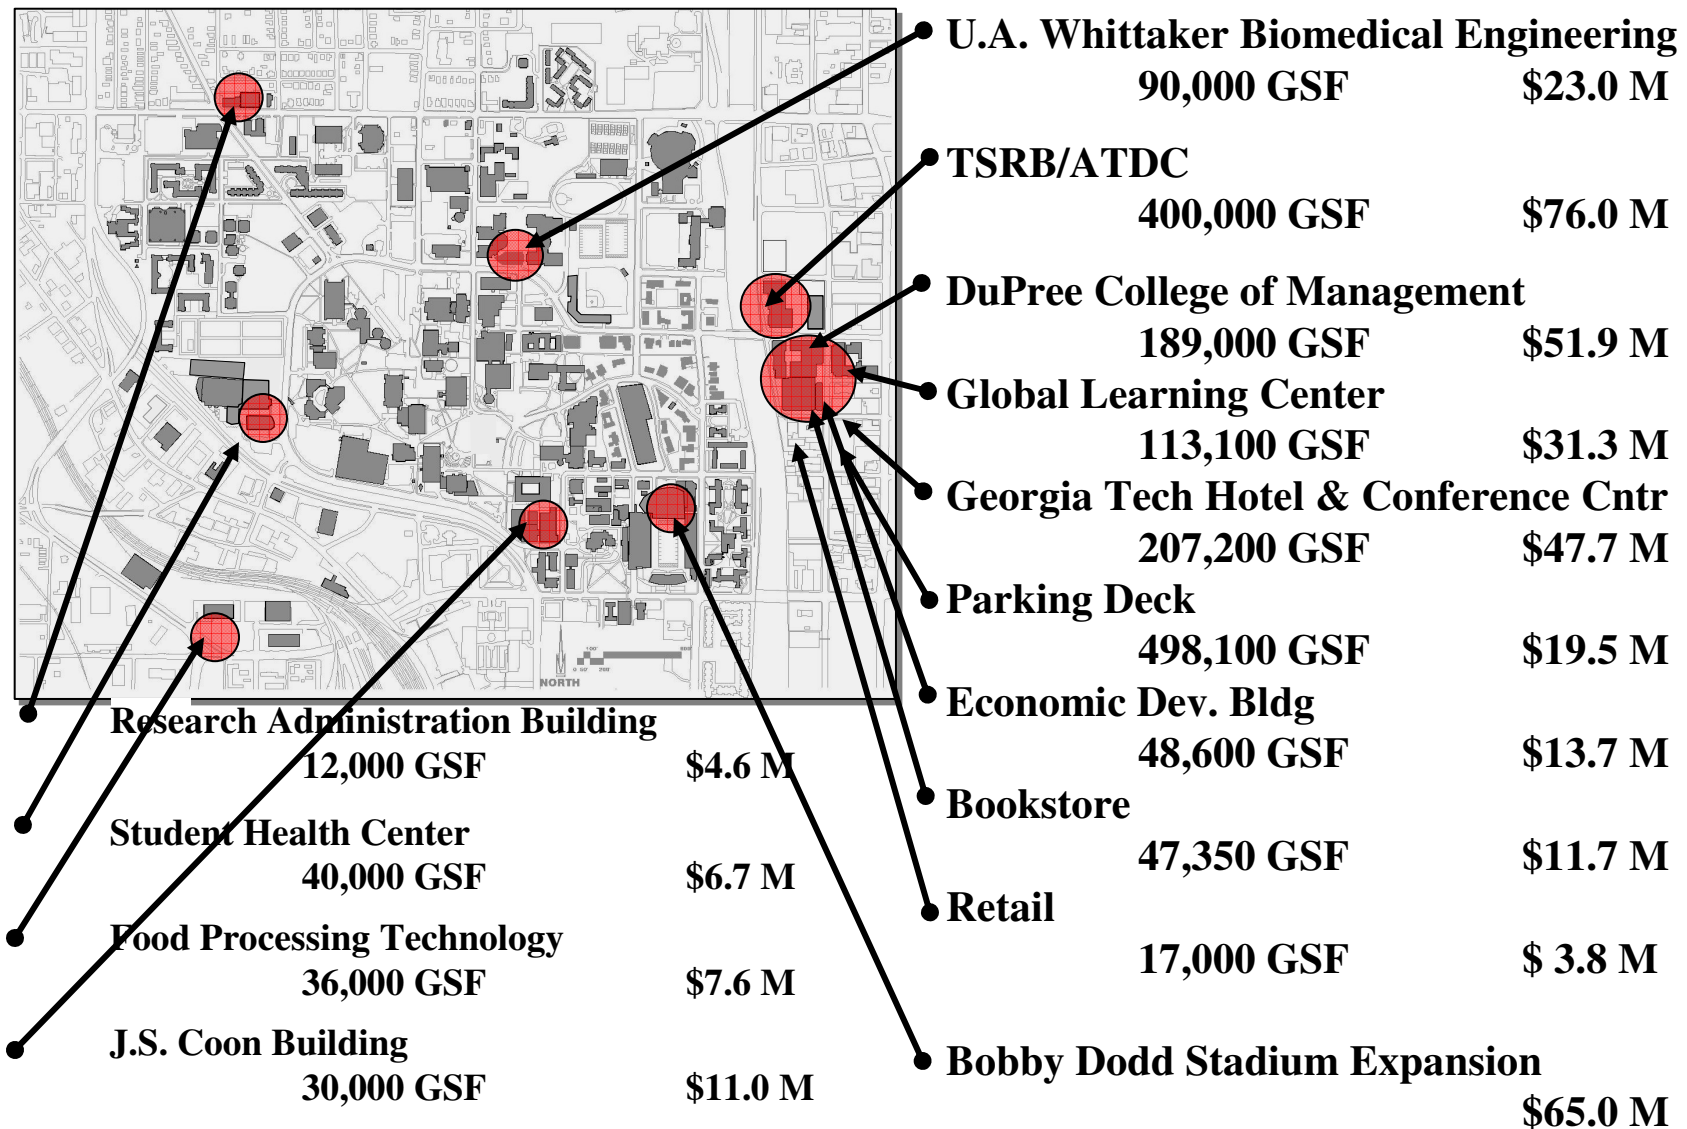 U.A. Whittaker Biomedical Engineering
90,000 GSF $23.0 M
TSRB/ATDC
400,000 GSF $76.0 M
DuPree College of Management
189,000 GSF $51.9 M
Global Learning Center
113,100 GSF $31.3 M
Georgia Tech Hotel & Conference Cntr
207,200 GSF $47.7 M
Parking Deck
498,100 GSF $19.5 M
Economic Dev. Bldg
48,600 GSF $13.7 M
Bookstore
47,350 GSF $11.7 M
Retail
17,000 GSF $ 3.8 M
Bobby Dodd Stadium Expansion
$65.0 M
100'
0 50' 200'
NORTH
Research Administration Building
12,000 GSF $4.6 M
Student Health Center
40,000 GSF $6.7 M
Food Processing Technology
36,000 GSF $7.6 M
J.S. Coon Building
30,000 GSF $11.0 M